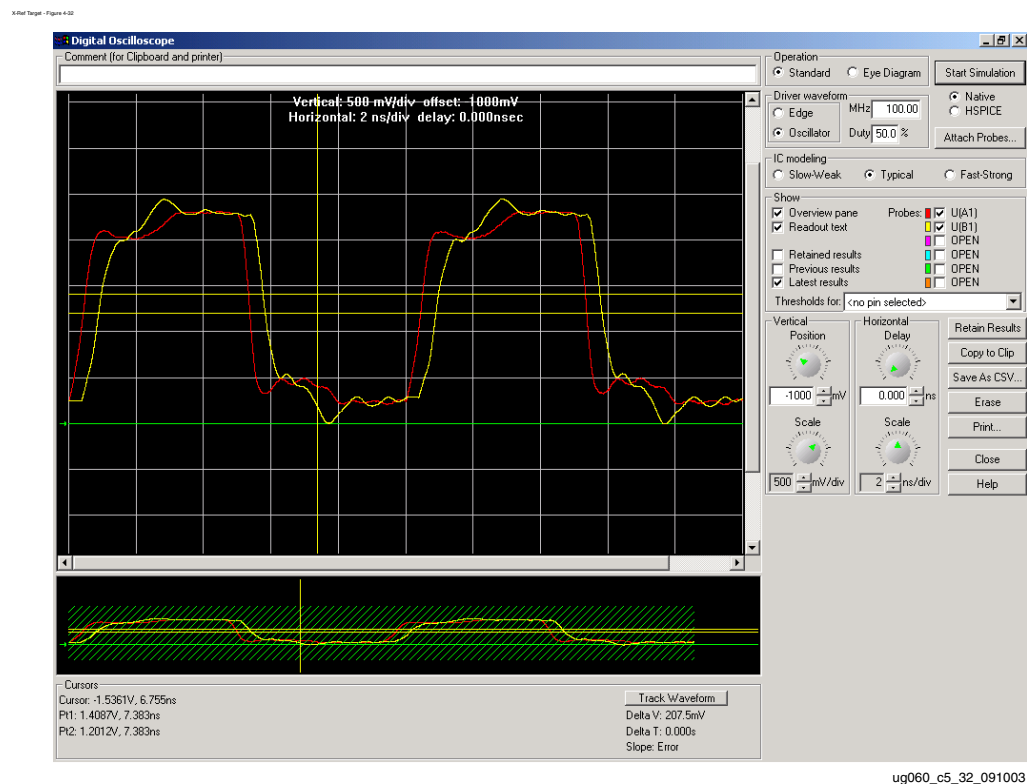 X-Ref Target - Figure 4-32
Digital Oscilloscope
Comment (for Clipboard and printer)
Vertical: 500 mV/div offset: -1000mV
Horizontal: 2 ns/div delay: 0.000nsec
Operation
Standard Eye Diagram
Start Simulation
Driver waveform
Edge
Oscillator
MHz 100.00
Duty 50.0 %
Native
HSPICE
Attach Probes...
IC modeling
Slow-Weak Typical Fast-Strong
Show
Overview pane
Readout text
Retained results
Previous results
Latest results
Probes: U(A1)
U(B1)
OPEN
OPEN
OPEN
OPEN
Thresholds for: <no pin selected>
Vertical
Position
-1000 mV
Scale
500 mV/div
Horizontal
Delay
0.000 ns
Scale
2 ns/div
Retain Results
Copy to Clip
Save As CSV...
Erase
Print...
Close
Help
Cursors
Cursor: -1.5361V, 6.755ns
Pt1: 1.4087V, 7.383ns
Pt2: 1.2012V, 7.383ns
Track Waveform
Delta V: 207.5mV
Delta T: 0.000s
Slope: Error
ug060_c5_32_091003